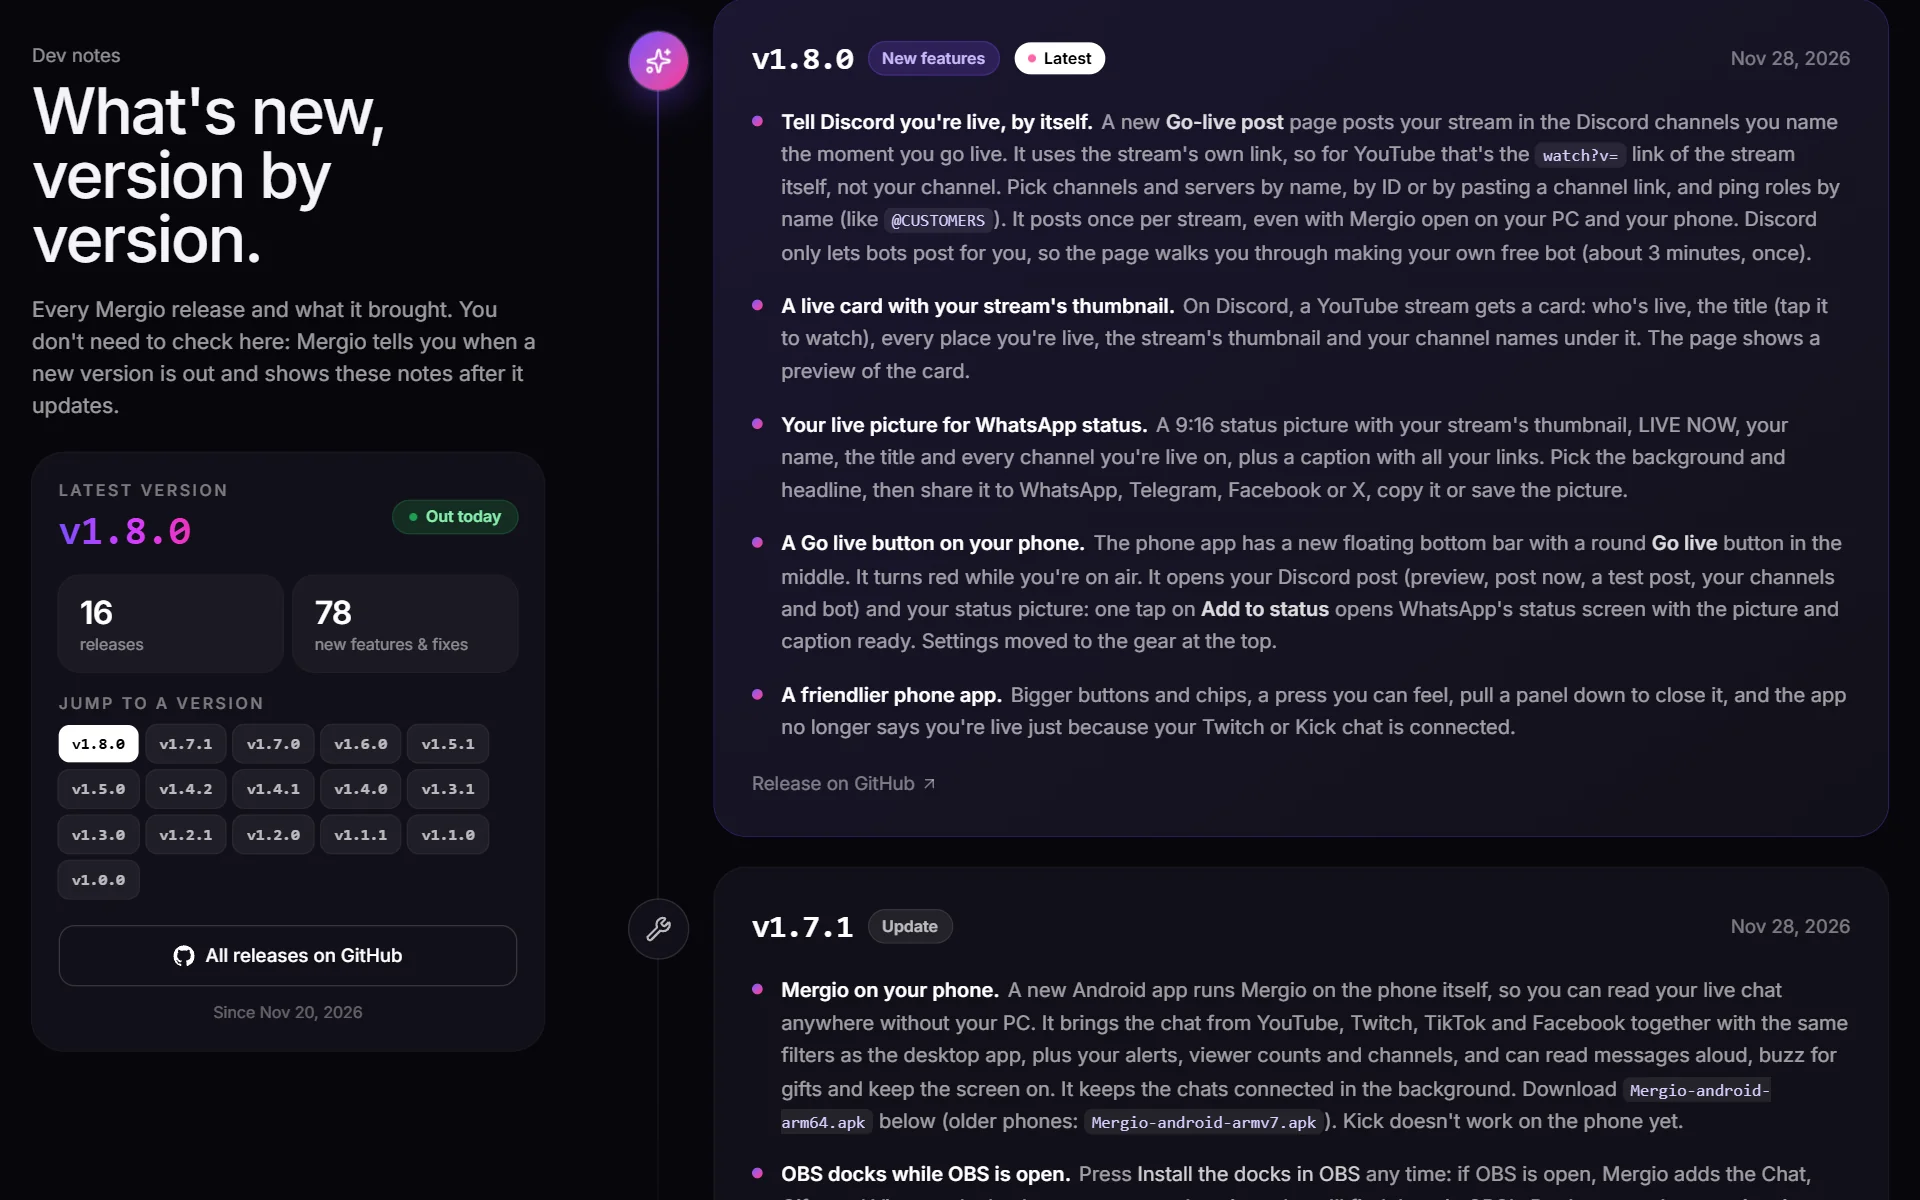 Dev notes
What's new,
version by
version.
Every Mergio release and what it brought. You
don't need to check here: Mergio tells you when a
new version is out and shows these notes after it
updates.
LATEST VERSION
v1.8.0
Out today
16
releases
78
new features & fixes
JUMP TO A VERSION
v1.8.0 v1.7.1 v1.7.0 v1.6.0 v1.5.1
v1.5.0 v1.4.2 v1.4.1 v1.4.0 v1.3.1
v1.3.0 v1.2.1 v1.2.0 v1.1.1 v1.1.0
v1.0.0
All releases on GitHub
Since Nov 20, 2026
v1.8.0 New features Latest Nov 28, 2026
Tell Discord you're live, by itself. A new Go-live post page posts your stream in the Discord channels you name
the moment you go live. It uses the stream's own link, so for YouTube that's the watch?v= link of the stream
itself, not your channel. Pick channels and servers by name, by ID or by pasting a channel link, and ping roles by
name (like @CUSTOMERS). It posts once per stream, even with Mergio open on your PC and your phone. Discord
only lets bots post for you, so the page walks you through making your own free bot (about 3 minutes, once).
A live card with your stream's thumbnail. On Discord, a YouTube stream gets a card: who's live, the title (tap it
to watch), every place you're live, the stream's thumbnail and your channel names under it. The page shows a
preview of the card.
Your live picture for WhatsApp status. A 9:16 status picture with your stream's thumbnail, LIVE NOW, your
name, the title and every channel you're live on, plus a caption with all your links. Pick the background and
headline, then share it to WhatsApp, Telegram, Facebook or X, copy it or save the picture.
A Go live button on your phone. The phone app has a new floating bottom bar with a round Go live button in the
middle. It turns red while you're on air. It opens your Discord post (preview, post now, a test post, your channels
and bot) and your status picture: one tap on Add to status opens WhatsApp's status screen with the picture and
caption ready. Settings moved to the gear at the top.
A friendlier phone app. Bigger buttons and chips, a press you can feel, pull a panel down to close it, and the app
no longer says you're live just because your Twitch or Kick chat is connected.
Release on GitHub ↗
v1.7.1 Update Nov 28, 2026
Mergio on your phone. A new Android app runs Mergio on the phone itself, so you can read your live chat
anywhere without your PC. It brings the chat from YouTube, Twitch, TikTok and Facebook together with the same
filters as the desktop app, plus your alerts, viewer counts and channels, and can read messages aloud, buzz for
gifts and keep the screen on. It keeps the chats connected in the background. Download Mergio-android-
arm64.apk below (older phones: Mergio-android-armv7.apk). Kick doesn't work on the phone yet.
OBS docks while OBS is open. Press Install the docks in OBS any time: if OBS is open, Mergio adds the Chat,